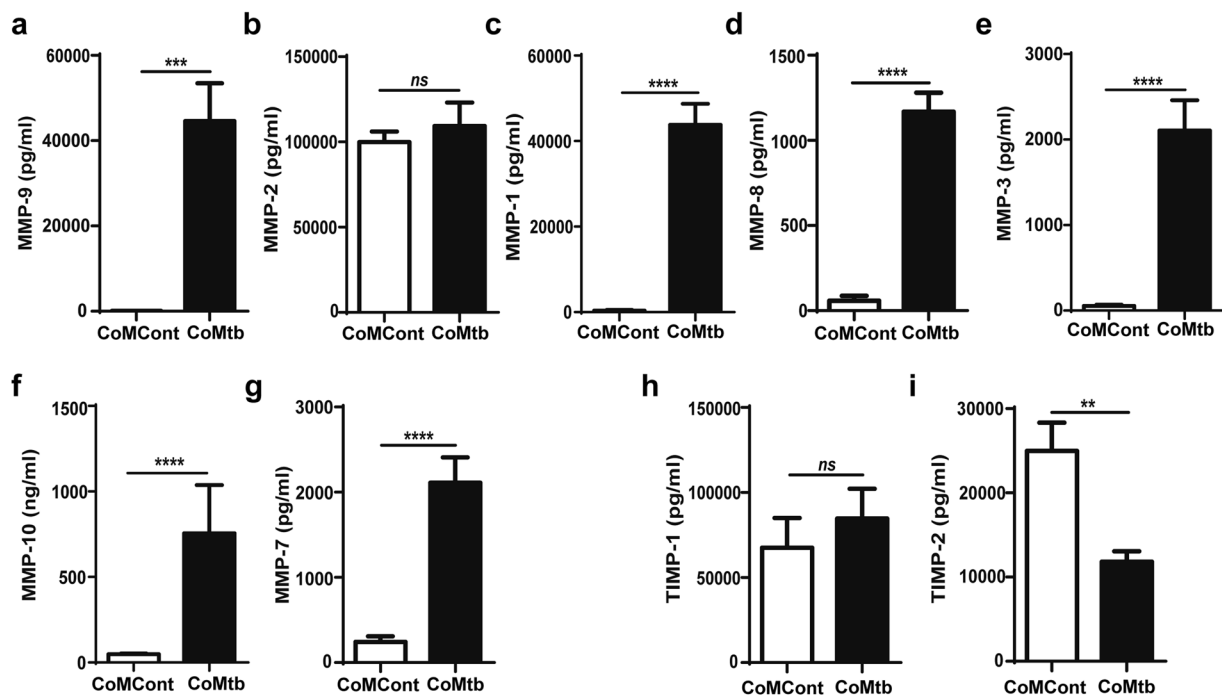 a
MMP-9 (pg/ml)
60000
40000
20000
0
***
CoMCont CoMtb
b
MMP-2 (pg/ml)
150000
100000
50000
0
ns
CoMCont CoMtb
c
MMP-1 (pg/ml)
60000
40000
20000
0
****
CoMCont CoMtb
d
MMP-8 (pg/ml)
1500
1000
500
0
****
CoMCont CoMtb
e
MMP-3 (pg/ml)
3000
2000
1000
0
****
CoMCont CoMtb
f
MMP-10 (ng/ml)
1500
1000
500
0
****
CoMCont CoMtb
g
MMP-7 (pg/ml)
3000
2000
1000
0
****
CoMCont CoMtb
h
TIMP-1 (pg/ml)
150000
100000
50000
0
ns
CoMCont CoMtb
i
TIMP-2 (pg/ml)
30000
20000
10000
0
**
CoMCont CoMtb